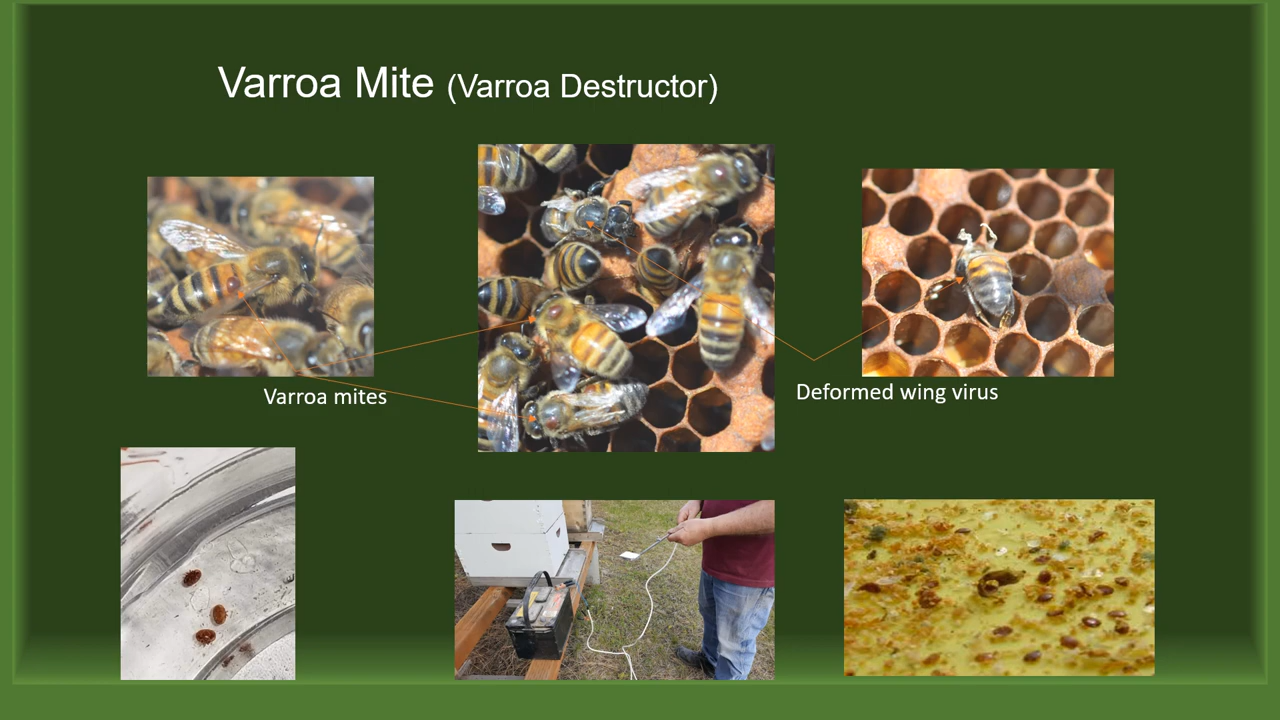 Varroa Mite (Varroa Destructor)
Varroa mites
Deformed wing virus